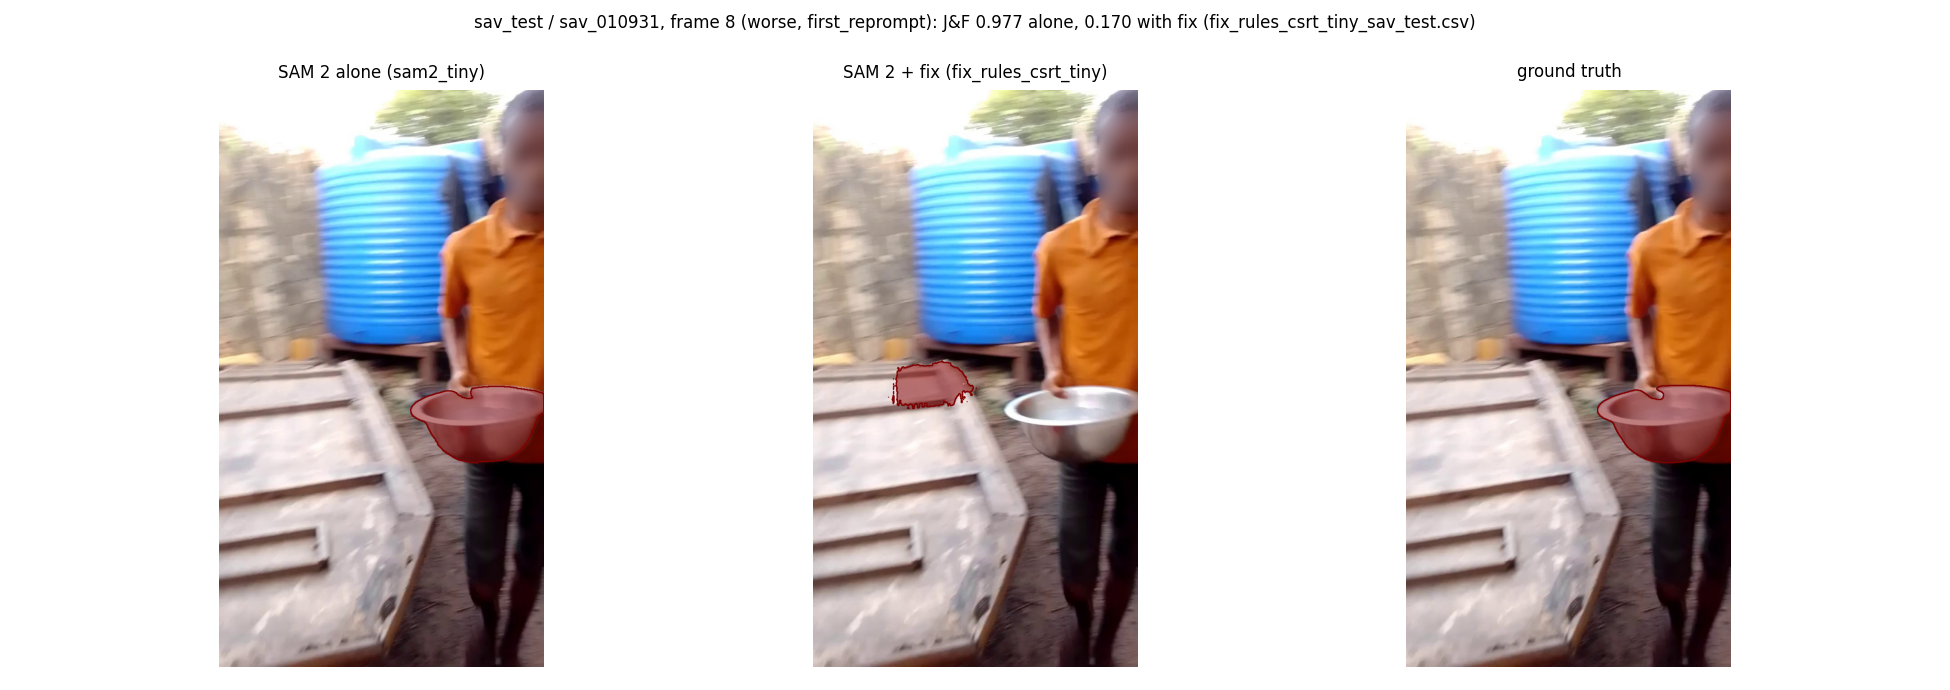 sav_test / sav_010931, frame 8 (worse, first_reprompt): J&F 0.977 alone, 0.170 with fix (fix_rules_csrt_tiny_sav_test.csv)
SAM 2 alone (sam2_tiny)
SAM 2 + fix (fix_rules_csrt_tiny)
ground truth